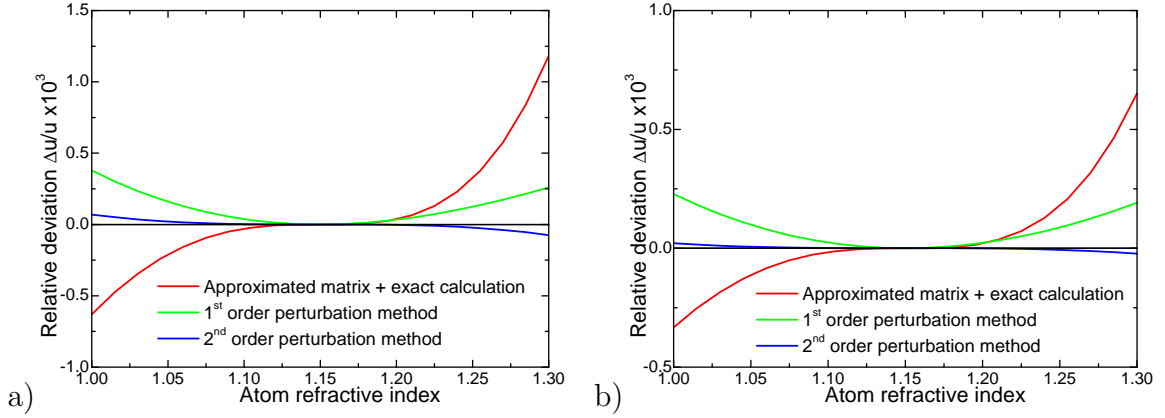 Relative deviation Δu/u x10³
1.5
1.0
0.5
0.0
-0.5
-1.0
Approximated matrix + exact calculation
1st order perturbation method
2nd order perturbation method
1.00 1.05 1.10 1.15 1.20 1.25 1.30
Atom refractive index
a)
Relative deviation Δu/u x10³
1.0
0.5
0.0
-0.5
Approximated matrix + exact calculation
1st order perturbation method
2nd order perturbation method
1.00 1.05 1.10 1.15 1.20 1.25 1.30
Atom refractive index
b)